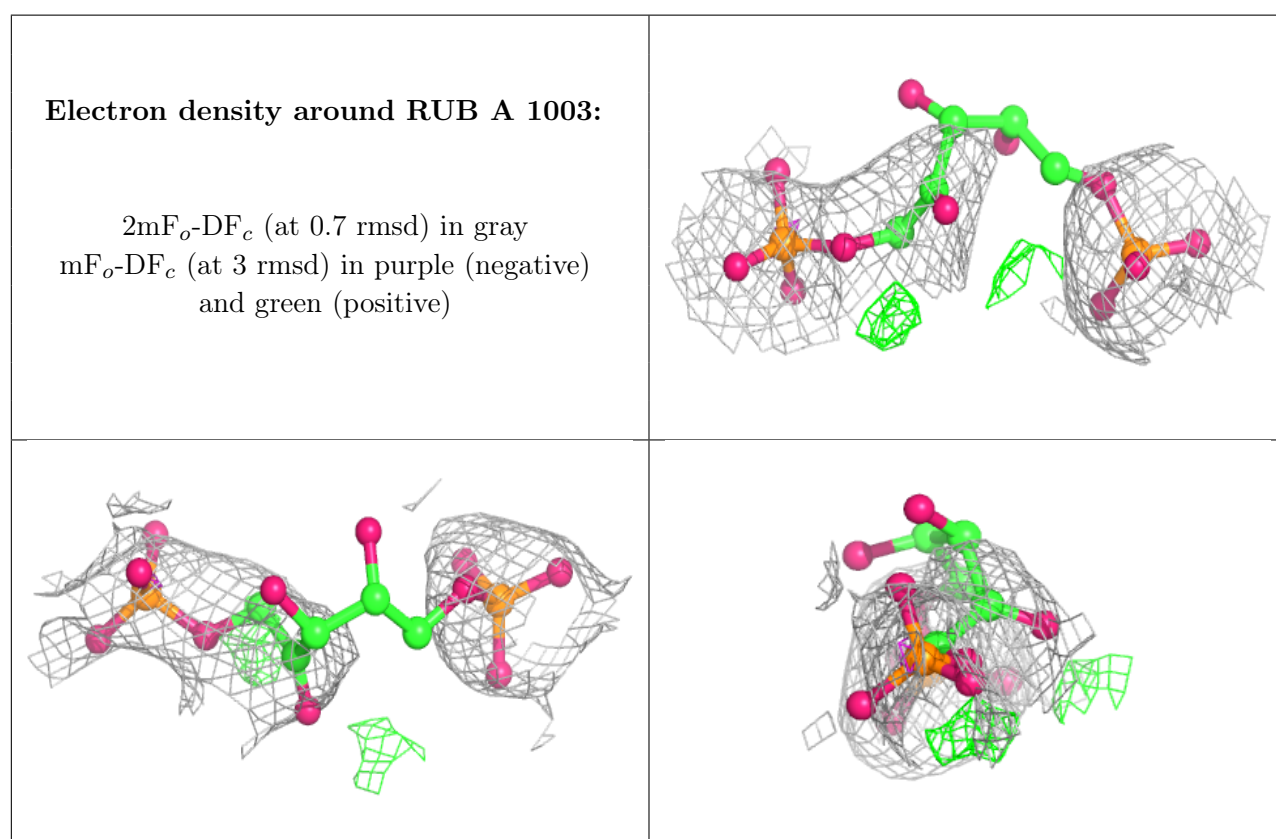 Electron density around RUB A 1003:
2mFo-DFc (at 0.7 rmsd) in gray
mFo-DFc (at 3 rmsd) in purple (negative)
and green (positive)